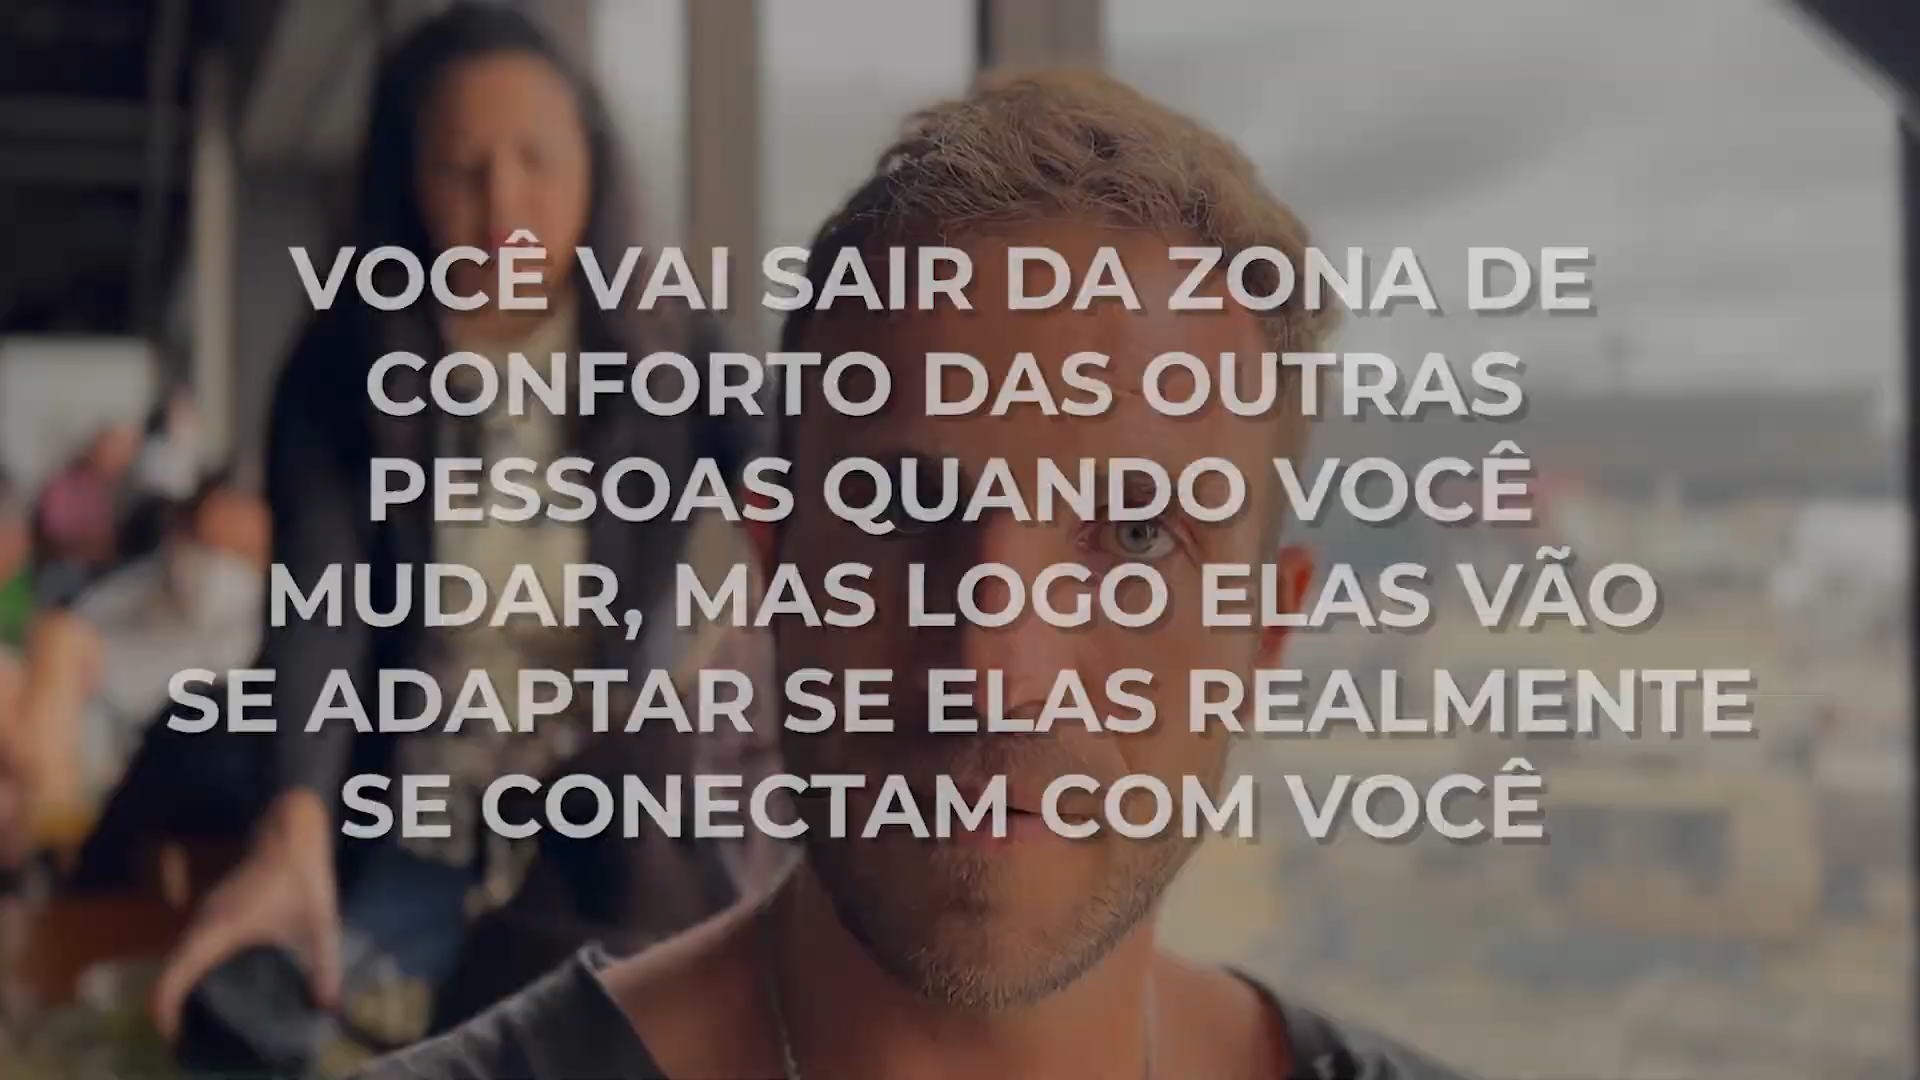 VOCÊ VAI SAIR DA ZONA DE
CONFORTO DAS OUTRAS
PESSOAS QUANDO VOCÊ
MUDAR, MAS LOGO ELAS VÃO
SE ADAPTAR SE ELAS REALMENTE
SE CONECTAM COM VOCÊ